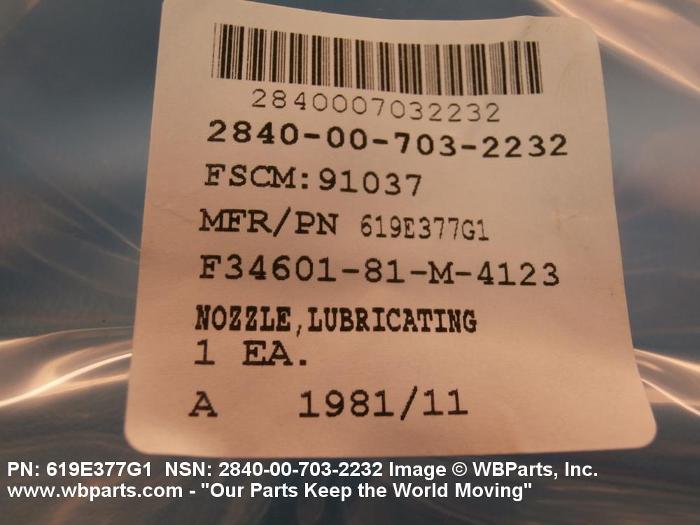 2840007032232
2840-00-703-2232
FSCM:91037
MFR/PN 619E377G1
F34601-81-M-4123
NOZZLE,LUBRICATING
1 EA.
A 1981/11
PN: 619E377G1 NSN: 2840-00-703-2232 Image © WBParts, Inc.
www.wbparts.com - "Our Parts Keep the World Moving"